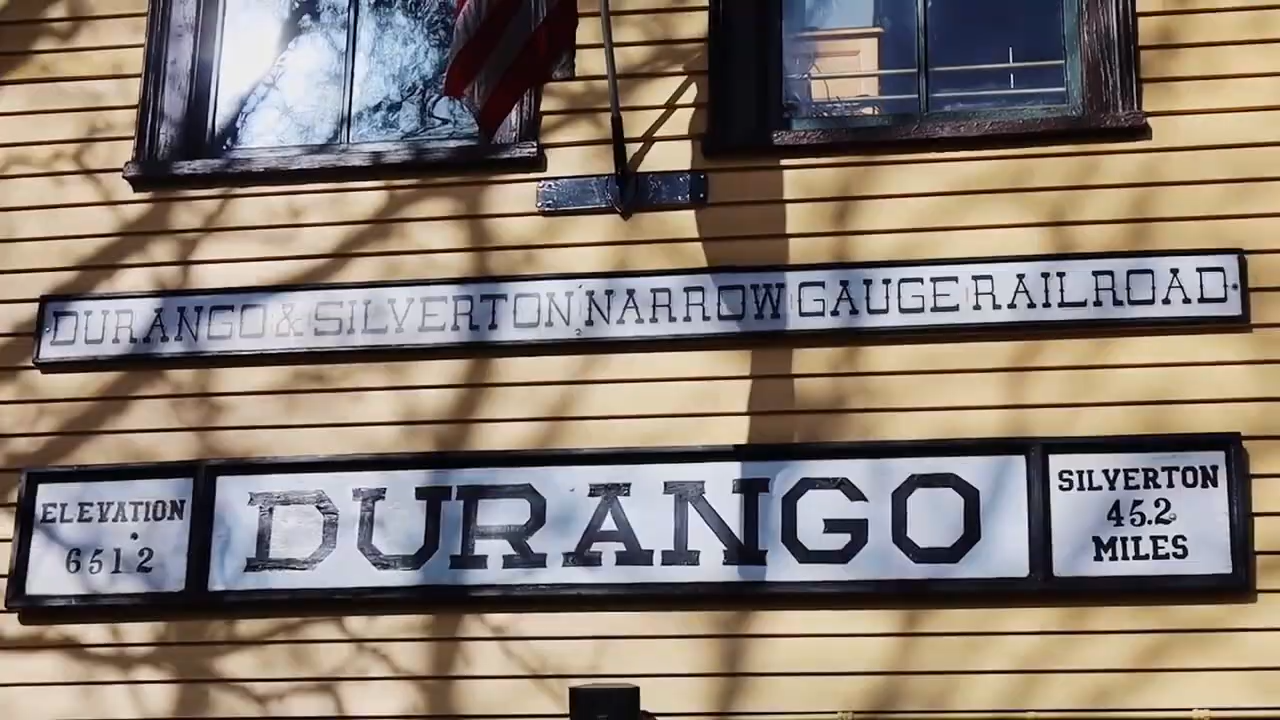 DURANGO & SILVERTON NARROW GAUGE RAILROAD
ELEVATION
6512
DURANGO
SILVERTON
45.2
MILES